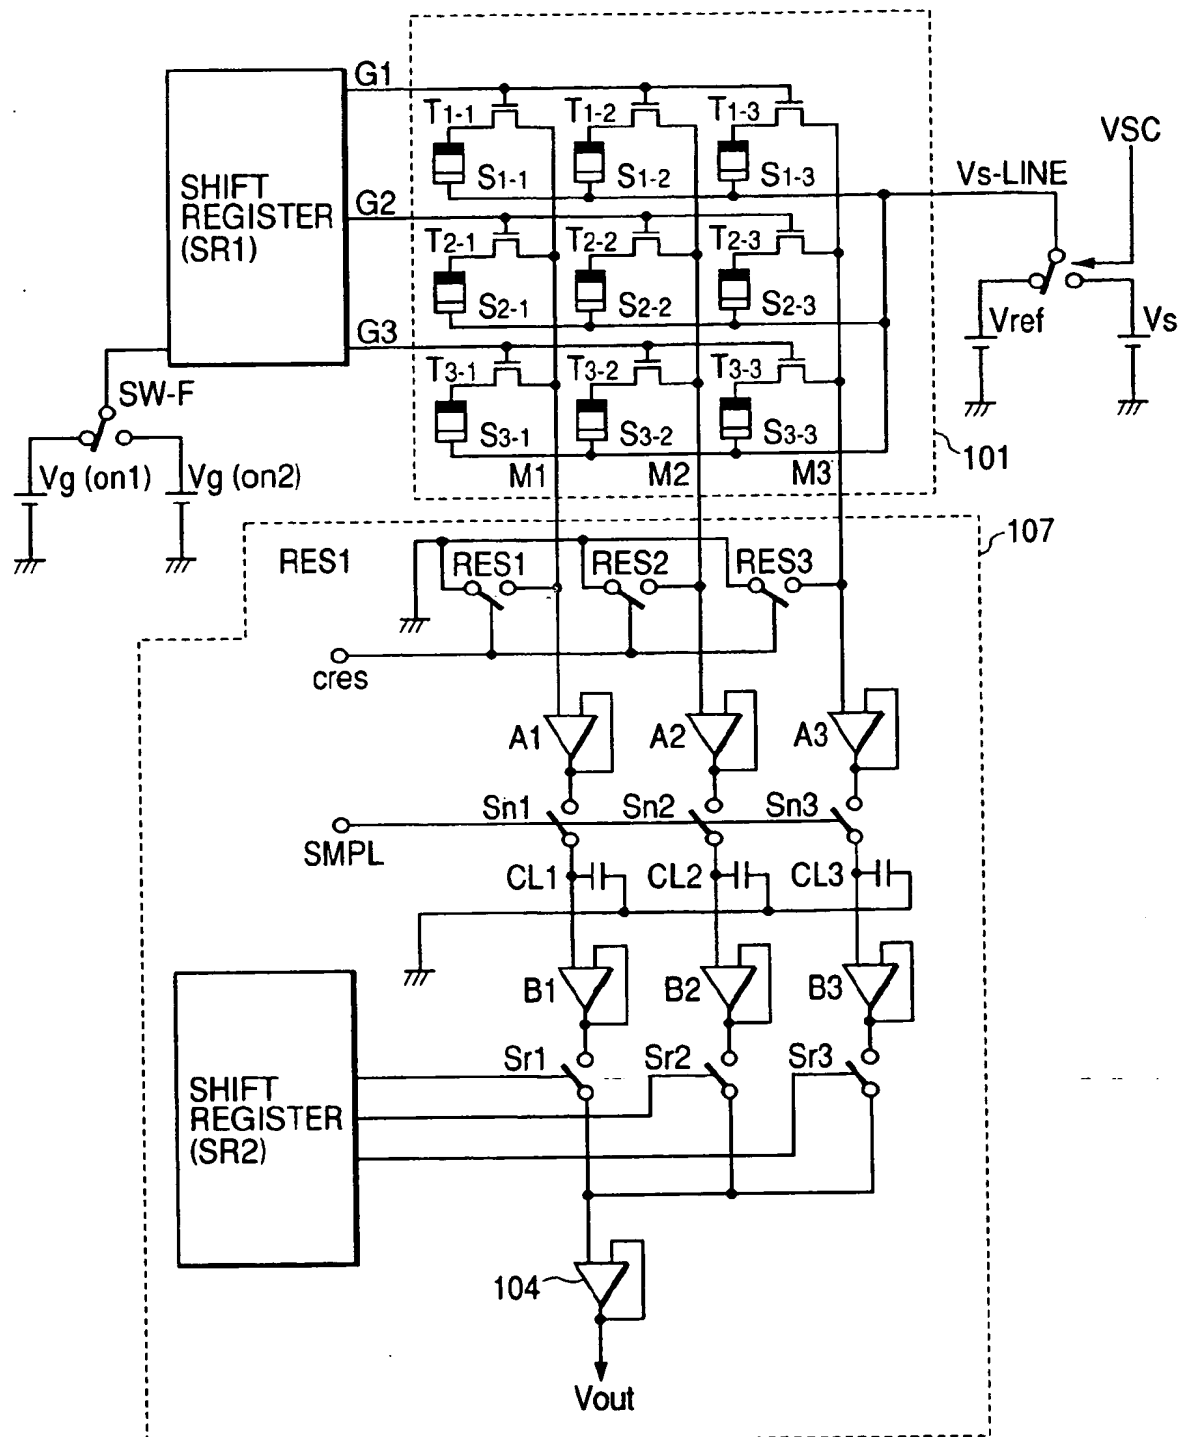 G1
T1-1
T1-2
T1-3
VSC
SHIFT
REGISTER
(SR1)
S1-1
S1-2
S1-3
Vs-LINE
G2
T2-1
T2-2
T2-3
S2-1
S2-2
S2-3
Vref
Vs
G3
T3-1
T3-2
T3-3
SW-F
S3-1
S3-2
S3-3
101
Vg (on1)
Vg (on2)
M1
M2
M3
107
RES1
RES1
RES2
RES3
cres
A1
A2
A3
Sn1
Sn2
Sn3
SMPL
CL1
CL2
CL3
B1
B2
B3
Sr1
Sr2
Sr3
SHIFT
REGISTER
(SR2)
104
Vout